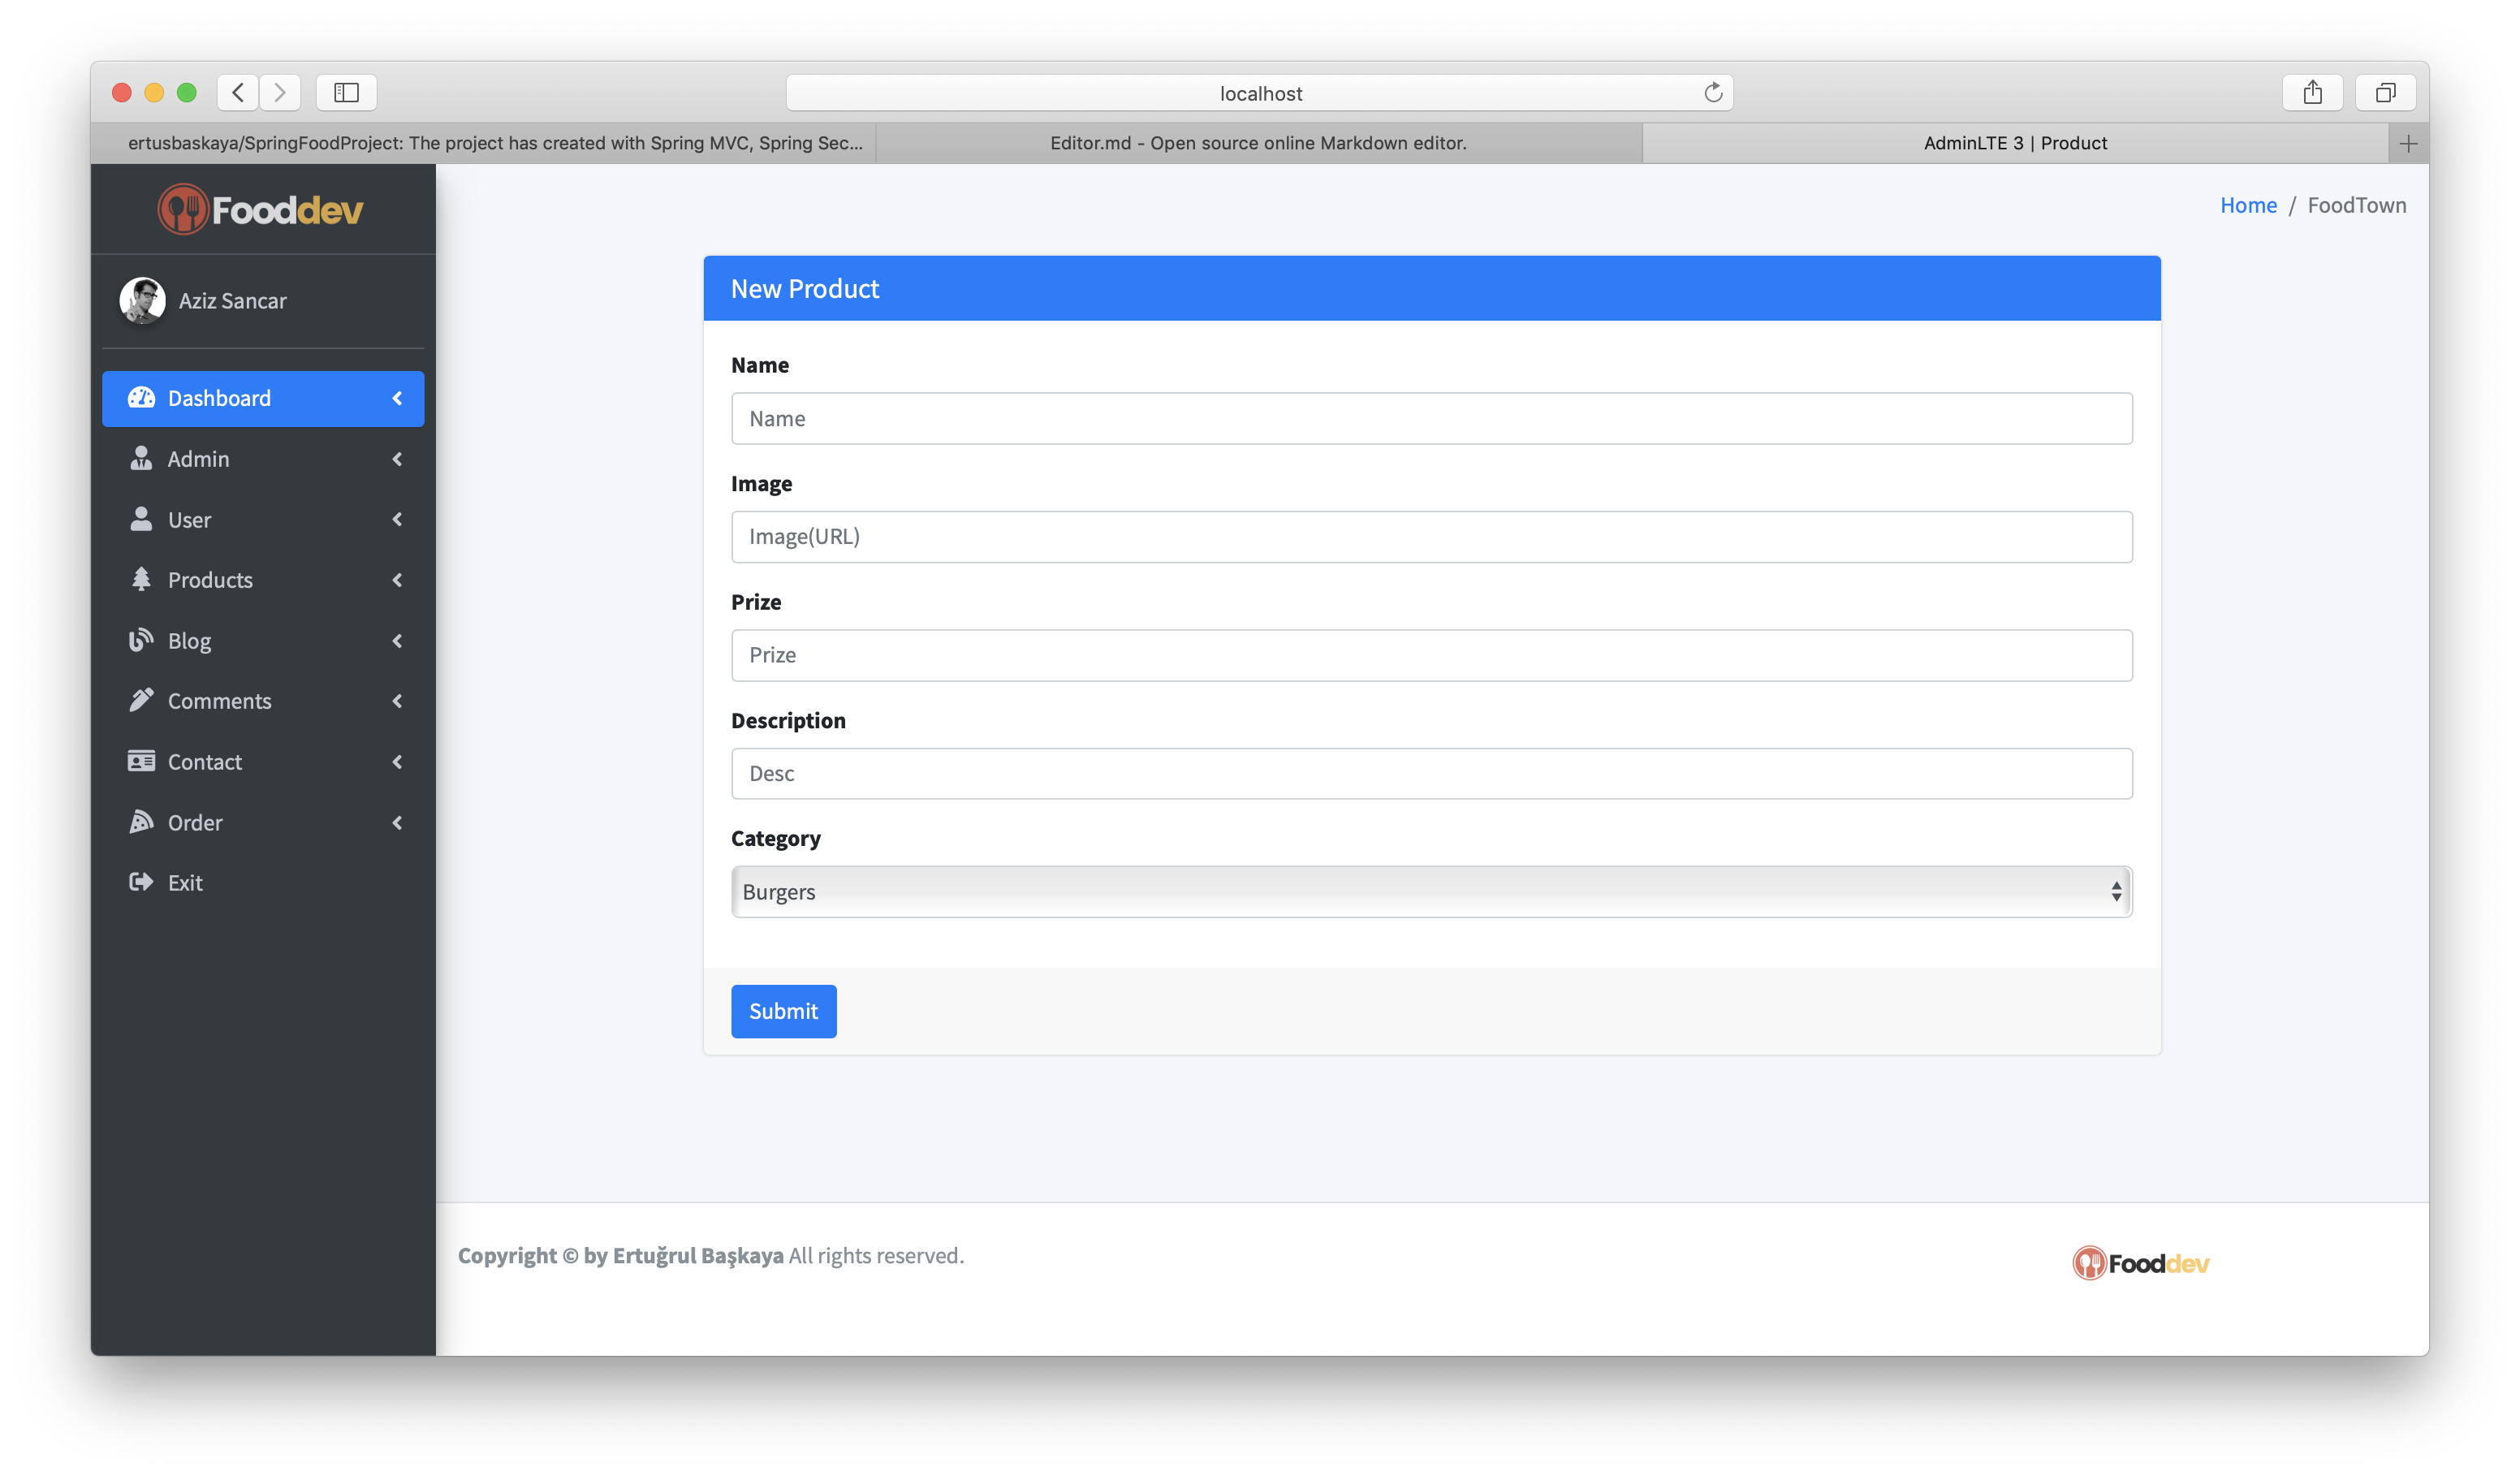 localhost
ertusbaskaya/SpringFoodProject: The project has created with Spring MVC, Spring Sec...
Editor.md - Open source online Markdown editor.
AdminLTE 3 | Product
Fooddev
Home / FoodTown
Aziz Sancar
Dashboard
Admin
User
Products
Blog
Comments
Contact
Order
Exit
New Product
Name
Name
Image
Image(URL)
Prize
Prize
Description
Desc
Category
Burgers
Submit
Copyright © by Ertuğrul Başkaya All rights reserved.
Fooddev